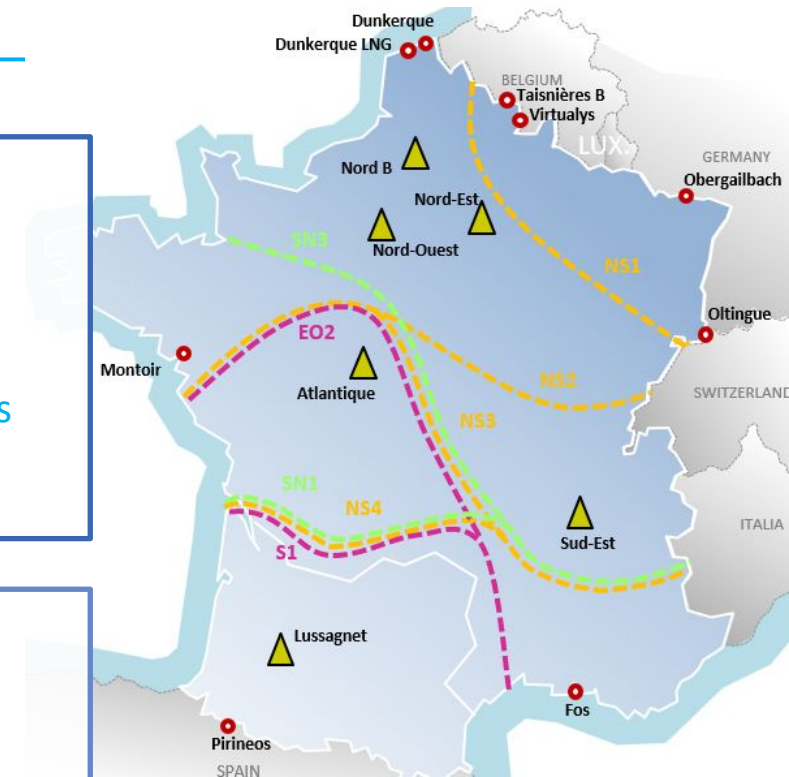 Dunkerque
Dunkerque LNG
BELGIUM
Taisnières B
Virtualys
LUX.
GERMANY
Nord B
Obergailbach
Nord-Est
SN3
Nord-Ouest
NS1
Oltingue
EO2
Montoir
NS2
Atlantique
SWITZERLAND
S
NS3
SN1
NS4
ITALIA
Sud-Est
S1
Lussagnet
Fos
Pirineos
SPAIN